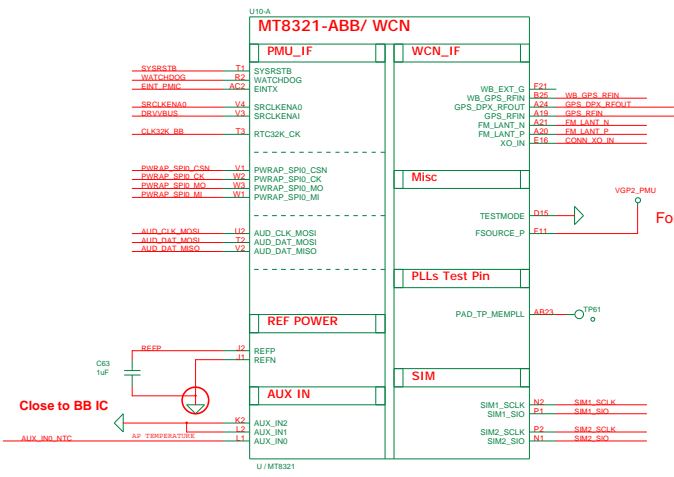 U10-A
MT8321-ABB/ WCN
PMU_IF
WCN_IF
SYSRSTB T1 SYSRSTB
WATCHDOG R2 WATCHDOG
EINT_PMIC AC2 EINTX
SRCLKENA0 V4 SRCLKENA0
DRVVBUS V3 SRCLKENAI
CLK32K_BB T3 RTC32K_CK
PWRAP_SPI0_CSN V1 PWRAP_SPI0_CSN
PWRAP_SPI0_CK W2 PWRAP_SPI0_CK
PWRAP_SPI0_MO W3 PWRAP_SPI0_MO
PWRAP_SPI0_MI W1 PWRAP_SPI0_MI
AUD_CLK_MOSI U2 AUD_CLK_MOSI
AUD_DAT_MOSI T2 AUD_DAT_MOSI
AUD_DAT_MISO V2 AUD_DAT_MISO
WB_EXT_G F21
WB_GPS_RFIN B25 WB_GPS_RFIN
GPS_DPX_RFOUT A24 GPS_DPX_RFOUT
GPS_RFIN A19 GPS_RFIN
FM_LANT_N A21 FM_LANT_N
FM_LANT_P A20 FM_LANT_P
XO_IN E16 CONN_XO_IN
Misc
VGP2_PMU
TESTMODE D15
Fo
FSOURCE_P F11
PLLs Test Pin
PAD_TP_MEMPLL AB23 TP61
REF POWER
REFP J2 REFP
J1 REFN
C63
1uF
Close to BB IC
AUX IN
K2 AUX_IN2
L2 AUX_IN1
AP TEMPERATURE
AUX_IN0_NTC L1 AUX_IN0
SIM
SIM1_SCLK N2 SIM1_SCLK
SIM1_SIO P1 SIM1_SIO
SIM2_SCLK P2 SIM2_SCLK
SIM2_SIO N1 SIM2_SIO
U / MT8321